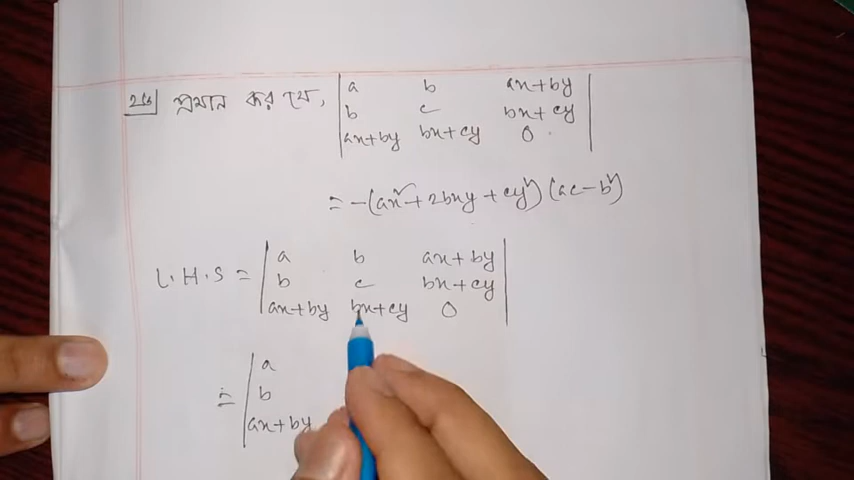 ২৬ প্রমান কর যে, | a b ax+by |
| b c bx+cy |
| ax+by bx+cy 0 |
= -(ax²+2bxy+cy²)(ac-b²)
L.H.S = | a b ax+by |
| b c bx+cy |
| ax+by bx+cy 0 |
= | a
| b
| ax+by